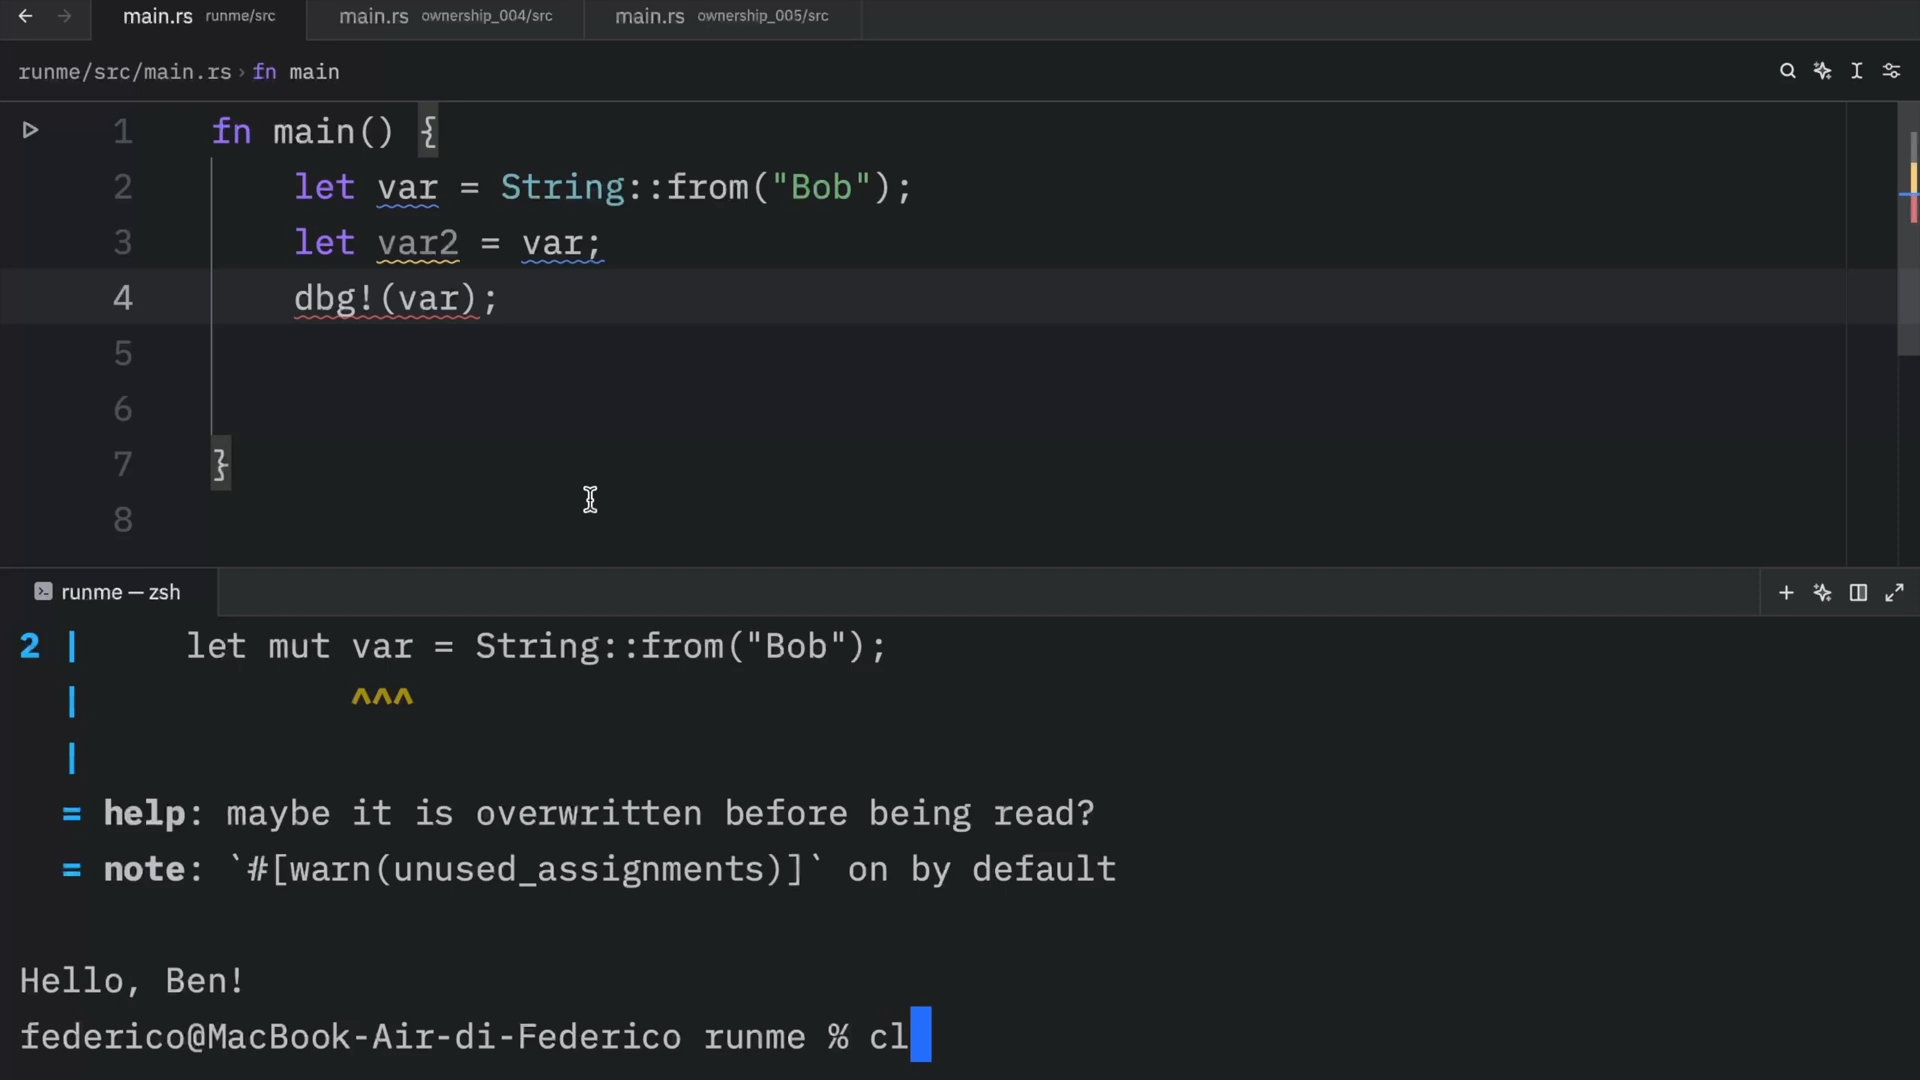 main.rs runme/src main.rs ownership_004/src main.rs ownership_005/src
runme/src/main.rs › fn main
1 fn main() {
2 let var = String::from("Bob");
3 let var2 = var;
4 dbg!(var);
5
6
7 }
8
runme — zsh
2 | let mut var = String::from("Bob");
| ^^^
|
= help: maybe it is overwritten before being read?
= note: `#[warn(unused_assignments)]` on by default
Hello, Ben!
federico@MacBook-Air-di-Federico runme % cl